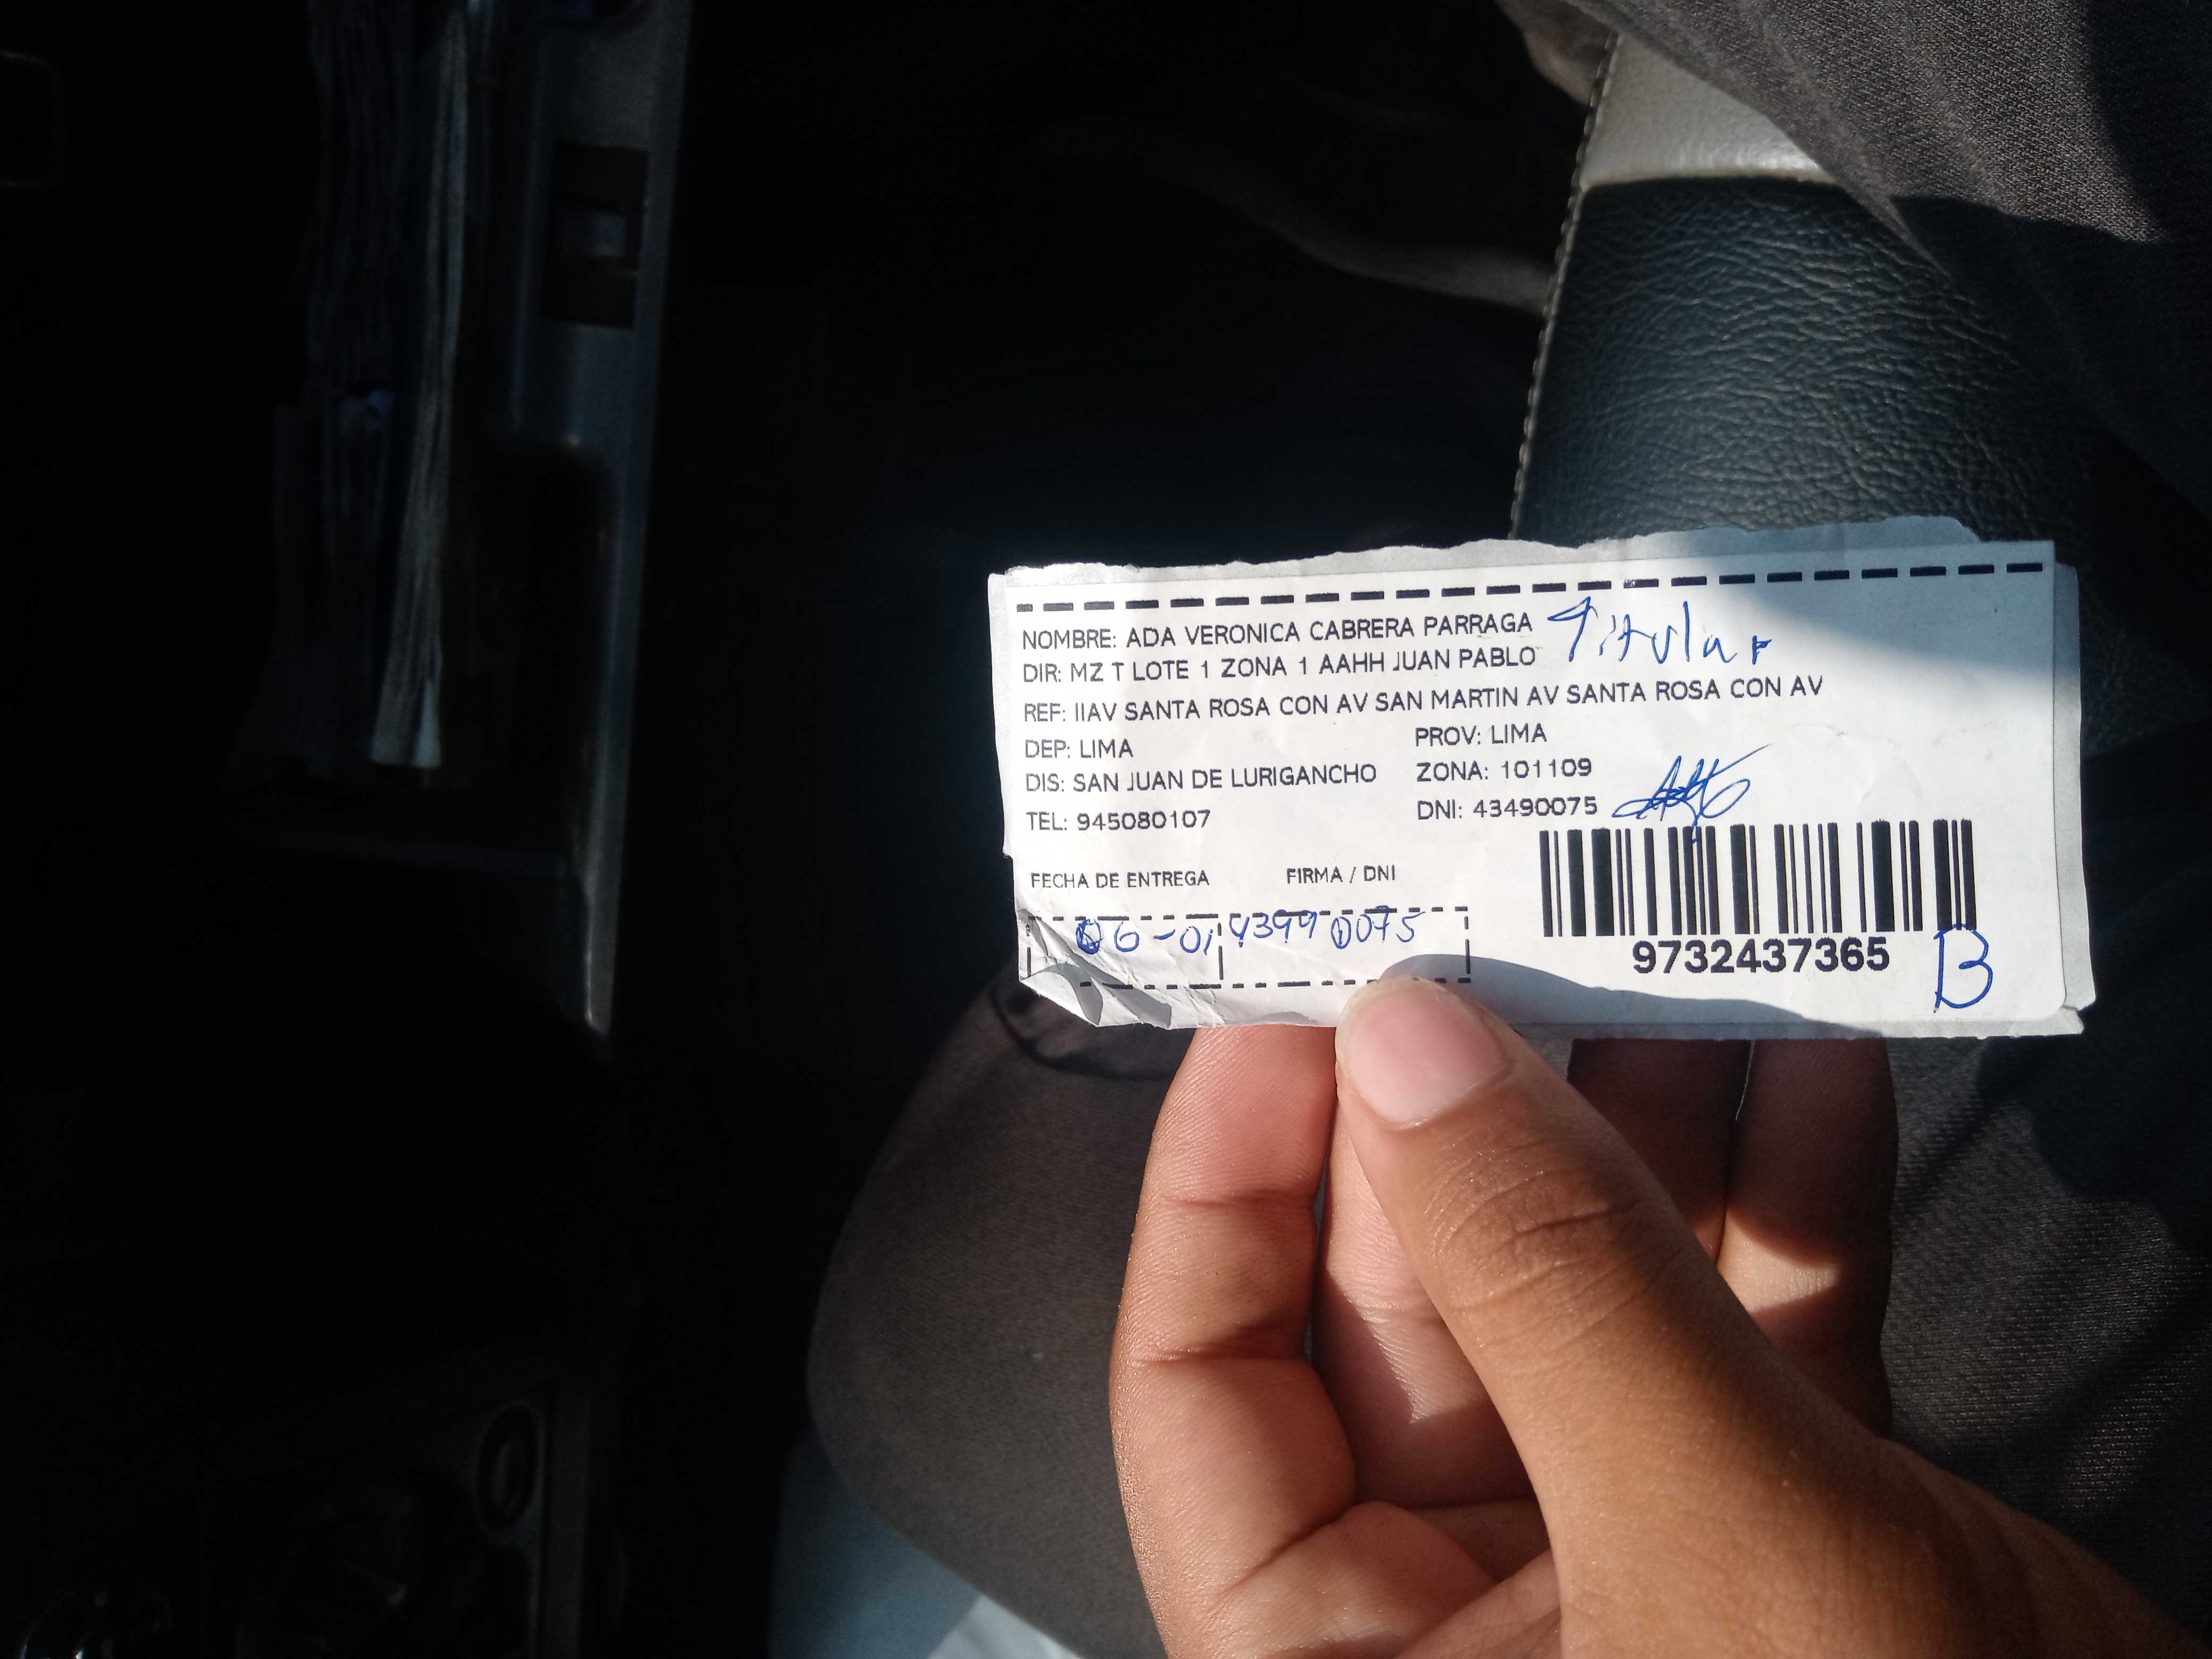 NOMBRE: ADA VERONICA CABRERA PARRAGA Titular
DIR: MZ T LOTE 1 ZONA 1 AAHH JUAN PABLO
REF: IIAV SANTA ROSA CON AV SAN MARTIN AV SANTA ROSA CON AV
DEP: LIMA PROV: LIMA
DIS: SAN JUAN DE LURIGANCHO ZONA: 101109
TEL: 945080107 DNI: 43490075
FECHA DE ENTREGA FIRMA / DNI
06-01 43990075
9732437365 B